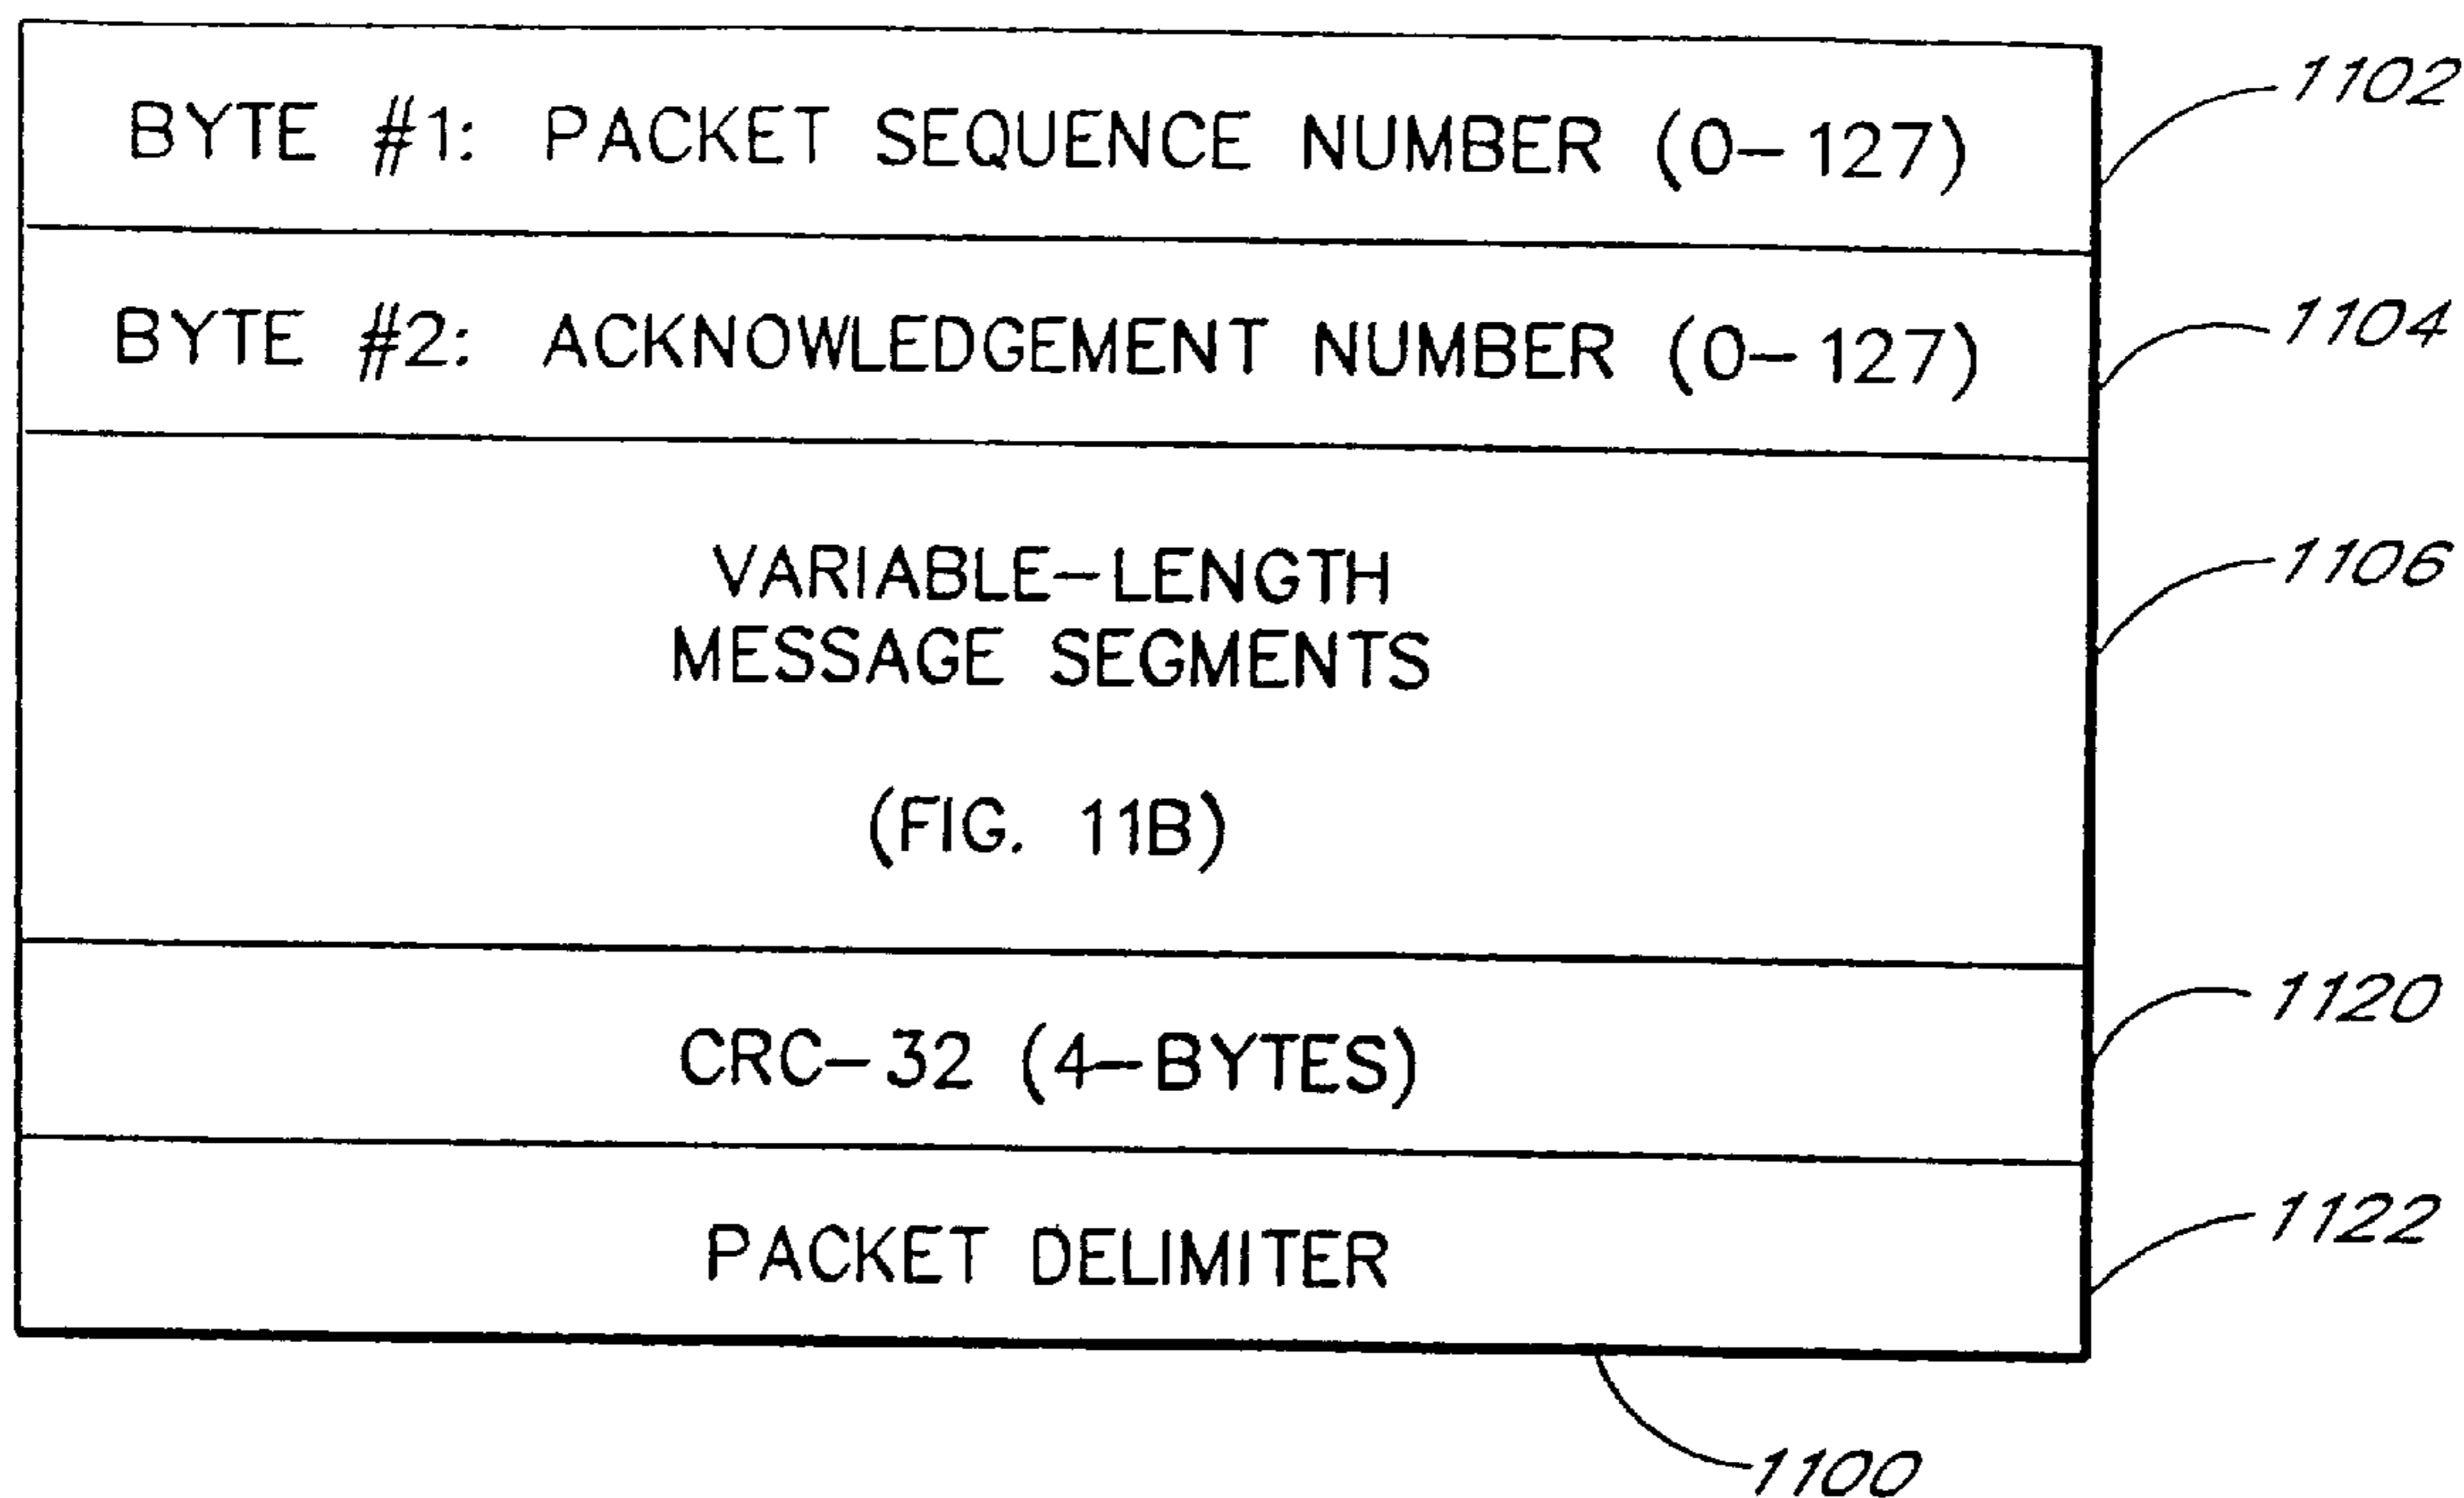 BYTE #1: PACKET SEQUENCE NUMBER (0-127)
1102
BYTE #2: ACKNOWLEDGEMENT NUMBER (0-127)
1104
VARIABLE-LENGTH
MESSAGE SEGMENTS
(FIG. 11B)
1106
CRC-32 (4-BYTES)
1120
PACKET DELIMITER
1122
1100